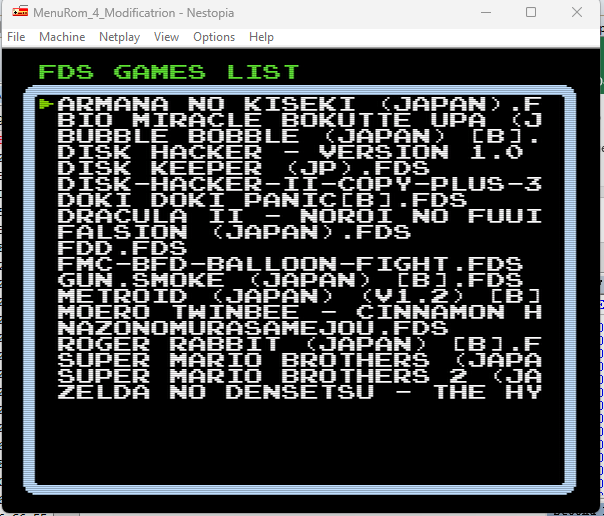 MenuRom_4_Modificatrion - Nestopia
File Machine Netplay View Options Help
FDS GAMES LIST
ARMANA NO KISEKI (JAPAN).F
BIO MIRACLE BOKUTTE UPA (J
BUBBLE BOBBLE (JAPAN) [B].
DISK HACKER - VERSION 1.0
DISK KEEPER (JP).FDS
DISK-HACKER-II-COPY-PLUS-3
DOKI DOKI PANIC[B].FDS
DRACULA II - NOROI NO FUUI
FALSION (JAPAN).FDS
FDD.FDS
FMC-BFD-BALLOON-FIGHT.FDS
GUN.SMOKE (JAPAN) [B].FDS
METROID (JAPAN) (V1.2) [B]
MOERO TWINBEE - CINNAMON H
NAZONOMURASAMEJOU.FDS
ROGER RABBIT (JAPAN) [B].F
SUPER MARIO BROTHERS (JAPA
SUPER MARIO BROTHERS 2 (JA
ZELDA NO DENSETSU - THE HY